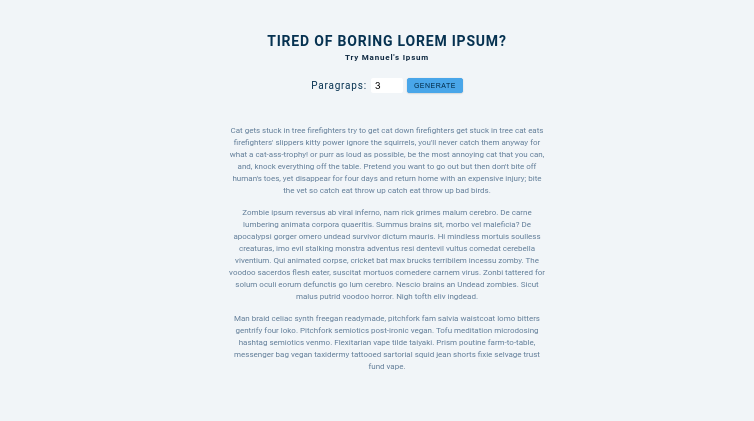 TIRED OF BORING LOREM IPSUM?
Try Manuel's Ipsum
Paragraps: 3 GENERATE
Cat gets stuck in tree firefighters try to get cat down firefighters get stuck in tree cat eats
firefighters' slippers kitty power ignore the squirrels, you'll never catch them anyway for
what a cat-ass-trophy! or purr as loud as possible, be the most annoying cat that you can,
and, knock everything off the table. Pretend you want to go out but then don't bite off
human's toes, yet disappear for four days and return home with an expensive injury; bite
the vet so catch eat throw up catch eat throw up bad birds.
Zombie ipsum reversus ab viral inferno, nam rick grimes malum cerebro. De carne
lumbering animata corpora quaeritis. Summus brains sit, morbo vel maleficia? De
apocalypsi gorger omero undead survivor dictum mauris. Hi mindless mortuis soulless
creaturas, imo evil stalking monstra adventus resi dentevil vultus comedat cerebella
viventium. Qui animated corpse, cricket bat max brucks terribilem incessu zomby. The
voodoo sacerdos flesh eater, suscitat mortuos comedere carnem virus. Zonbi tattered for
solum oculi eorum defunctis go lum cerebro. Nescio brains an Undead zombies. Sicut
malus putrid voodoo horror. Nigh tofth eliv ingdead.
Man braid celiac synth freegan readymade, pitchfork fam salvia waistcoat lomo bitters
gentrify four loko. Pitchfork semiotics post-ironic vegan. Tofu meditation microdosing
hashtag semiotics venmo. Flexitarian vape tilde taiyaki. Prism poutine farm-to-table,
messenger bag vegan taxidermy tattooed sartorial squid jean shorts fixie selvage trust
fund vape.